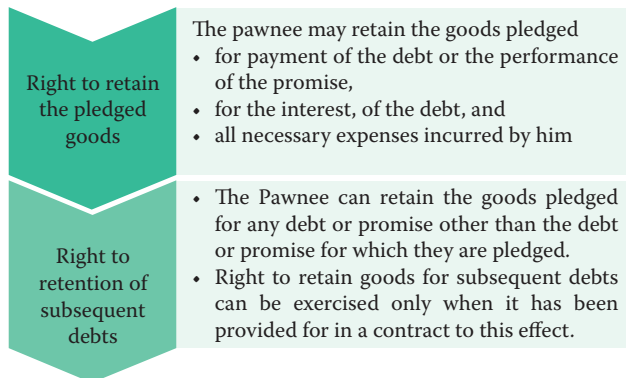 Right to retain
the pledged
goods
The pawnee may retain the goods pledged
• for payment of the debt or the performance
of the promise,
• for the interest, of the debt, and
• all necessary expenses incurred by him
Right to
retention of
subsequent
debts
• The Pawnee can retain the goods pledged
for any debt or promise other than the debt
or promise for which they are pledged.
• Right to retain goods for subsequent debts
can be exercised only when it has been
provided for in a contract to this effect.